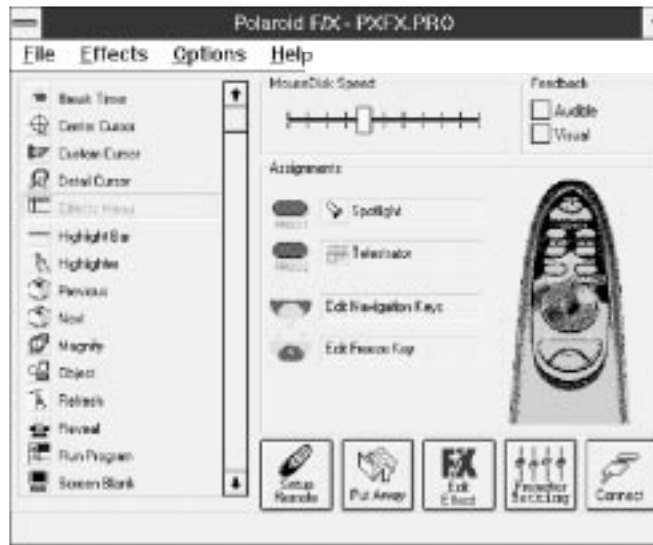 Polaroid F/X - PXFX.PRO
File Effects Options Help
Break Timer
Center Cursor
Custom Cursor
Detail Cursor
Effects Menu
Highlight Bar
Highlighter
Previous
Next
Magnify
Object
Refresh
Reveal
Run Program
Screen Blank
MouseDisk Speed
Feedback
Audible
Visual
Assignments
Spotlight
Telestrator
Edit Navigation Keys
Edit Freeze Key
Setup Remote
Put Away
F/X Edit Effect
Projector Setting
Connect